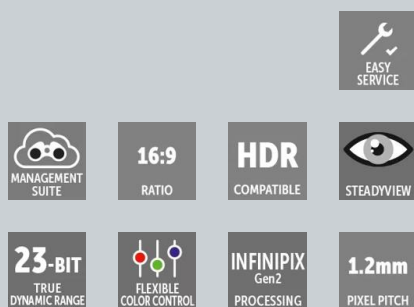 EASY
SERVICE
MANAGEMENT
SUITE
16:9
RATIO
HDR
COMPATIBLE
STEADYVIEW
23-BIT
TRUE
DYNAMIC RANGE
FLEXIBLE
COLOR CONTROL
INFINIPIX
Gen2
PROCESSING
1.2mm
PIXEL PITCH